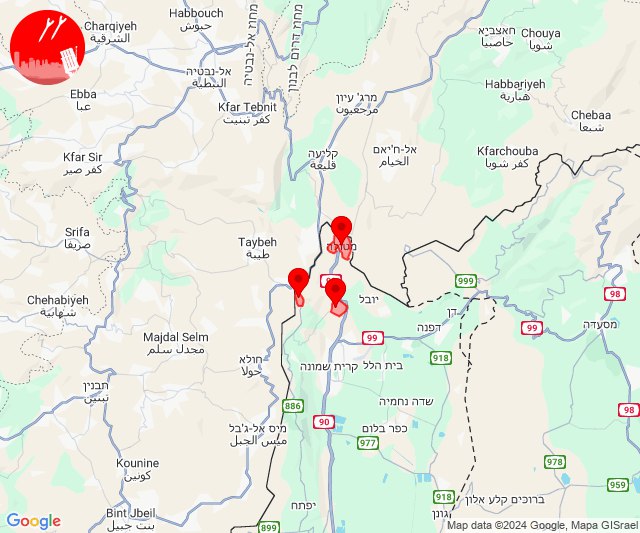 Habbouch
חבוש
Charqiyeh
الشرقية
מחוז אל-נבטיה
מחוז דרום לבנון
אל-נבטיה
النبطية
Ebba
عبا
Kfar Tebnit
كفر تبنيت
מרג' עיון
مرجعيون
חאצביא
حاصبيا
Chouya
شويا
Habbariyeh
هبارية
Chebaa
شبعا
Kfar Sir
كفر صير
קליעה
قليعة
אל-ח'יאם
الخيام
Kfarchouba
كفر شوبا
Srifa
صريفا
Taybeh
طيبة
מטולה
999
98
Chehabiyeh
شهابية
יובל
דן
דפנה
99
99
מסעדה
Majdal Selm
مجدل سلم
חולא
حولا
בית הלל
קרית שמונה
918
חבנין
تبنين
886
שדה נחמיה
98
90
כפר בלום
977
מיס אל-ג'בל
ميس الجبل
Kounine
كونين
978
959
918
ברוכים קלע אלון
יפתח
גונן
Bint Jbeil
بنت جبيل
899
Google
Map data ©2024 Google, Mapa GISrael